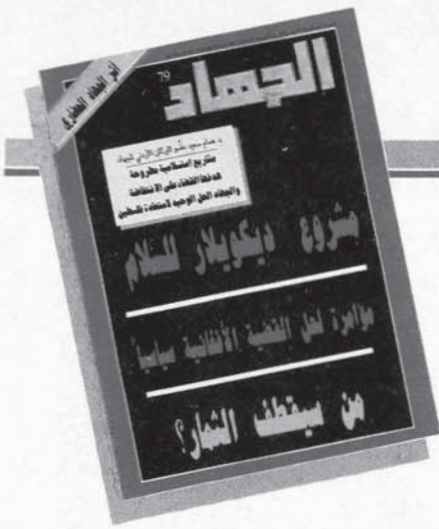 الجهاد
79
مشاريع استسلامية مطروحة
هدفها القضاء على الانتفاضة
والجهاد الحل الوحيد لاستعادة فلسطين
مشروع ديكويلار للسلام
مؤامرة لحل القضية الأفغانية سياسياً
من سيقطف الثمار؟